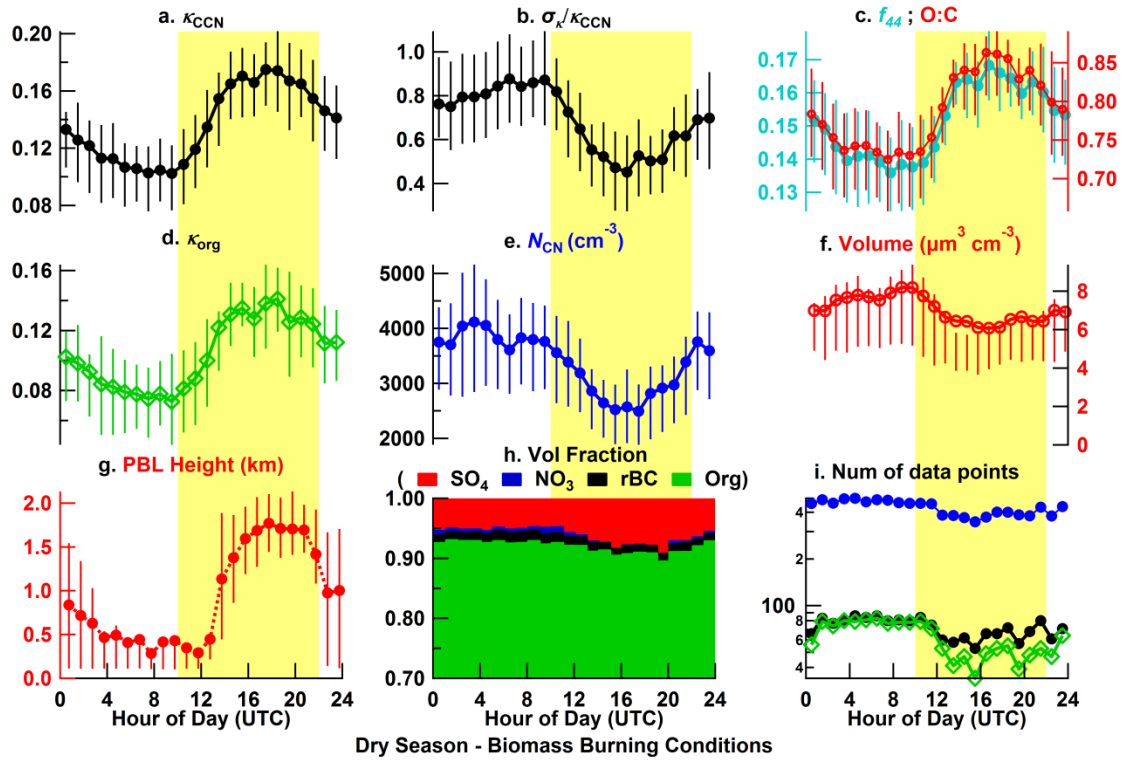 a. κCCN
b. σκ/κCCN
c. f44 ; O:C
0.20
0.16
0.12
0.08
1.0
0.8
0.6
0.4
0.17
0.16
0.15
0.14
0.13
0.85
0.80
0.75
0.70
d. κorg
e. NCN (cm-3)
f. Volume (μm3 cm-3)
0.16
0.12
0.08
5000
4000
3000
2000
8
6
4
2
0
g. PBL Height (km)
h. Vol Fraction
( SO4 NO3 rBC Org)
i. Num of data points
2.0
1.5
1.0
0.5
0.0
1.00
0.90
0.80
0.70
4
2
100
8
6
4
0 4 8 12 16 20 24
0 4 8 12 16 20 24
0 4 8 12 16 20 24
Hour of Day (UTC)
Hour of Day (UTC)
Hour of Day (UTC)
Dry Season - Biomass Burning Conditions